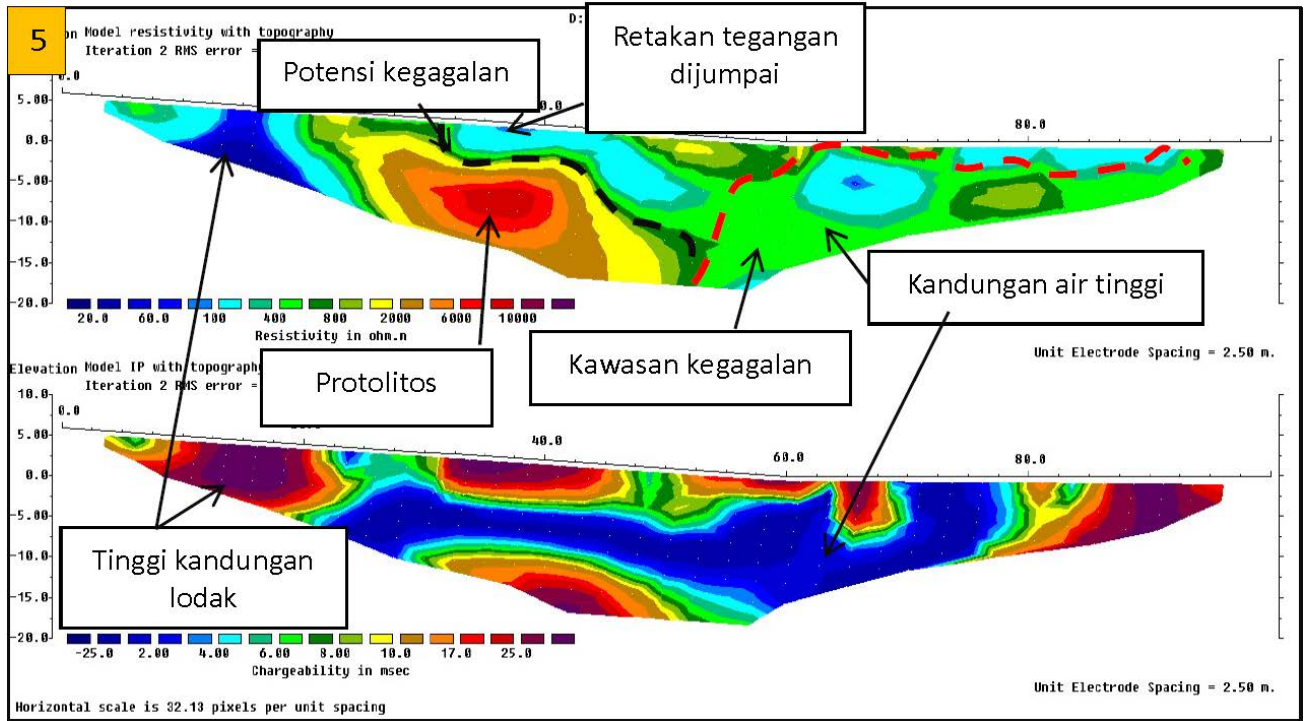 5
D:
on Model resistivity with topography
Iteration 2 RMS error =
Potensi kegagalan
Retakan tegangan
dijumpai
0.0
80.0
5.00
0.0
-5.00
-10.0
-15.0
-20.0
20.0 60.0 100 400 800 2000 6000 10000
Resistivity in ohm.m
Kandungan air tinggi
Kawasan kegagalan
Protolitos
Unit Electrode Spacing = 2.50 m.
Elevation Model IP with topography
Iteration 2 RMS error =
10.0
0.0
40.0
60.0
80.0
5.00
0.0
-5.00
-10.0
-15.0
-20.0
Tinggi kandungan
lodak
-25.0 2.00 4.00 6.00 8.00 10.0 17.0 25.0
Chargeability in msec
Unit Electrode Spacing = 2.50 m.
Horizontal scale is 32.13 pixels per unit spacing